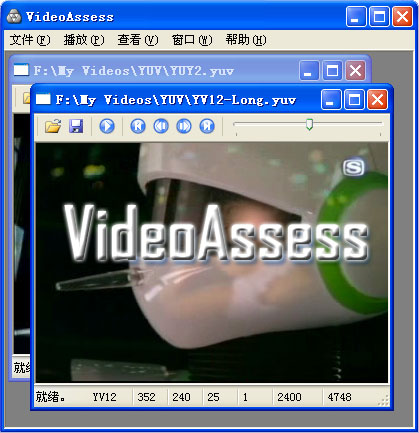 VideoAssess
文件(F) 播放(P) 查看(V) 窗口(W) 帮助(H)
F:\My Videos\YUV\YUY2.yuv
F:\My Videos\YUV\YV12-Long.yuv
S
VideoAssess
就绪
就绪。 YV12 352 240 25 1 2400 4748